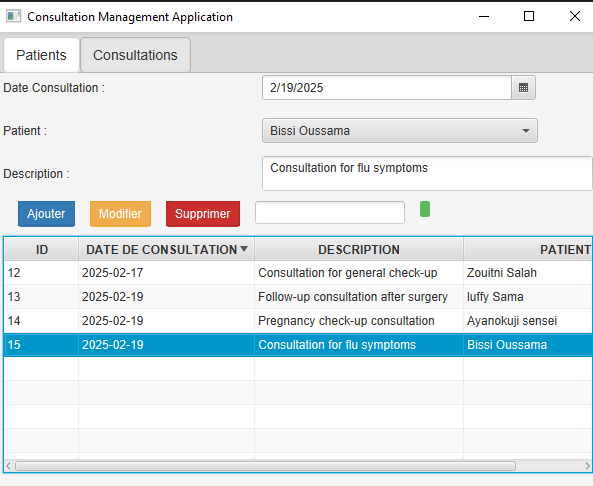 Consultation Management Application
Patients Consultations
Date Consultation : 2/19/2025
Patient : Bissi Oussama
Description : Consultation for flu symptoms
Ajouter Modifier Supprimer
ID DATE DE CONSULTATION DESCRIPTION PATIENT
12 2025-02-17 Consultation for general check-up Zouitni Salah
13 2025-02-19 Follow-up consultation after surgery luffy Sama
14 2025-02-19 Pregnancy check-up consultation Ayanokuji sensei
15 2025-02-19 Consultation for flu symptoms Bissi Oussama